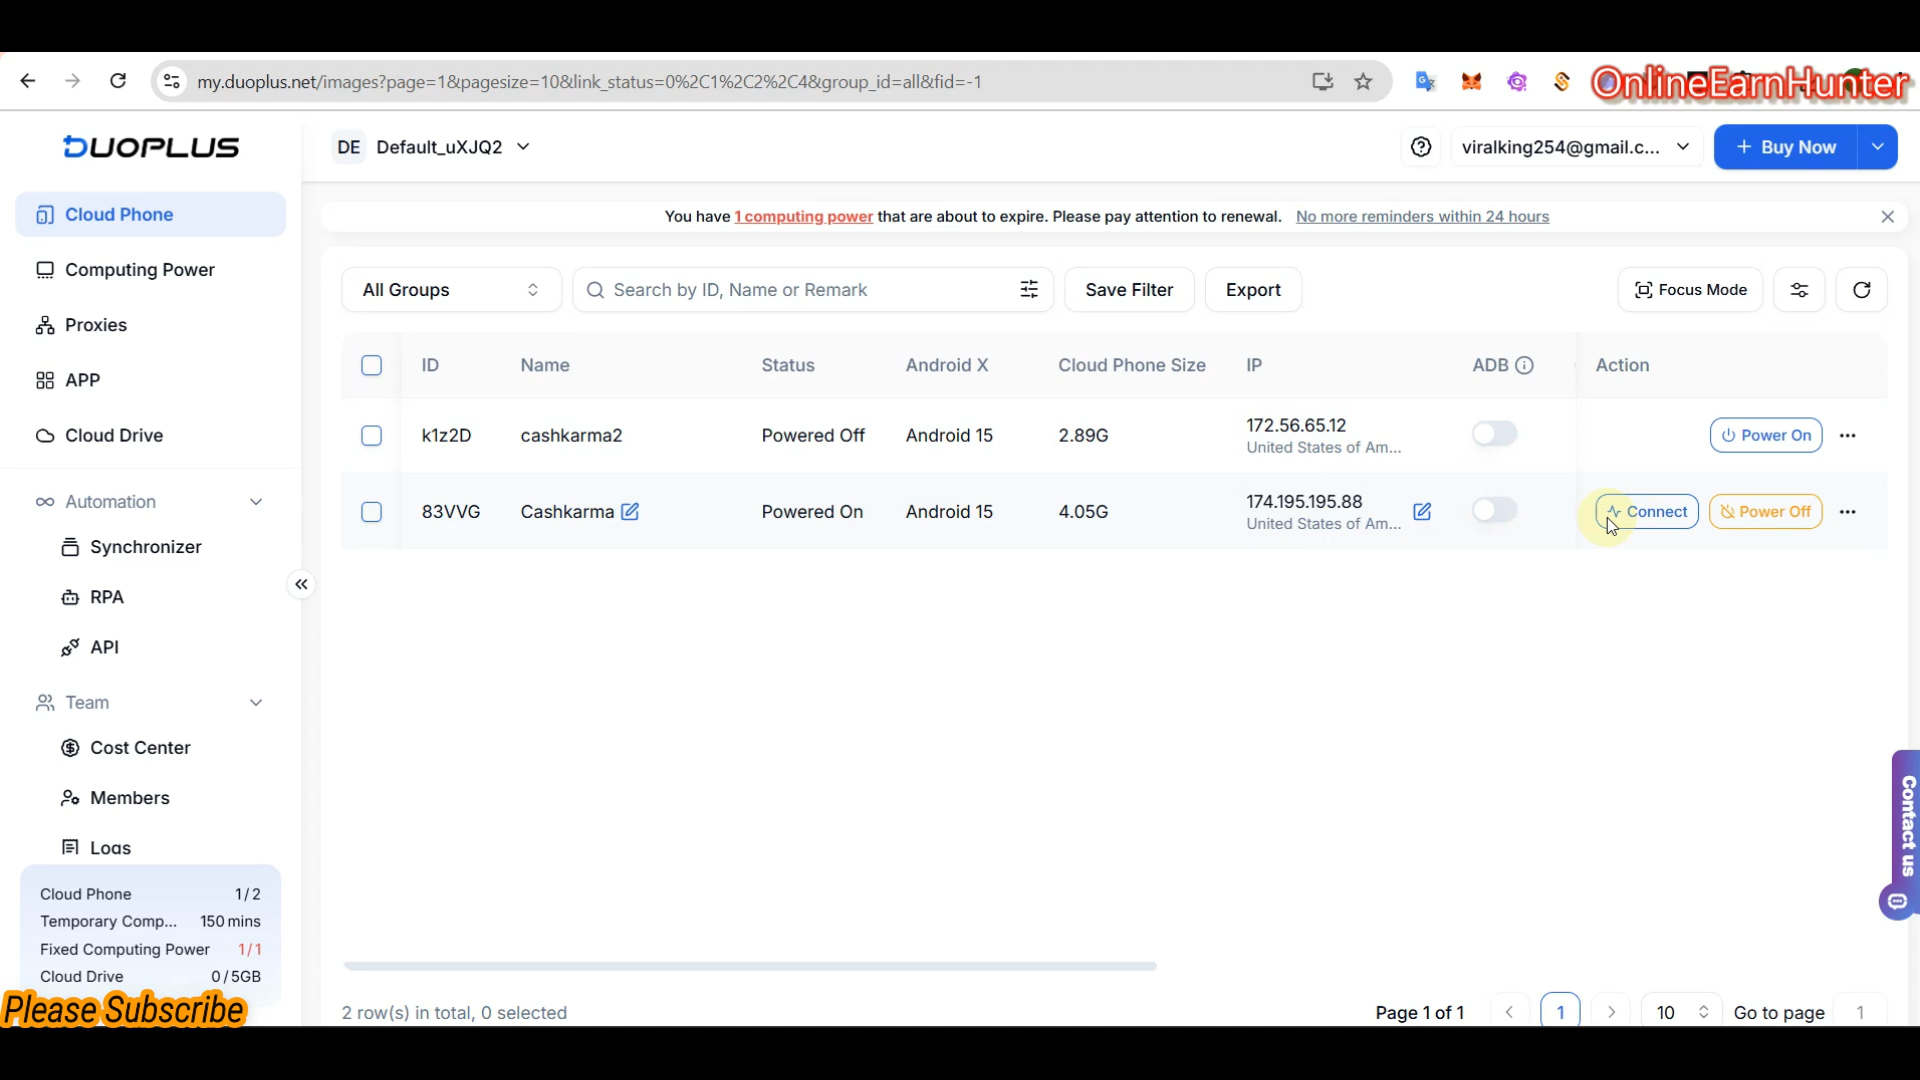 my.duoplus.net/images?page=1&pagesize=10&link_status=0%2C1%2C2%2C4&group_id=all&fid=-1
OnlineEarnHunter
DUOPLUS
DE Default_uXJQ2
viralking254@gmail.c...
+ Buy Now
Cloud Phone
You have 1 computing power that are about to expire. Please pay attention to renewal. No more reminders within 24 hours
Computing Power
All Groups
Search by ID, Name or Remark
Save Filter
Export
Focus Mode
Proxies
ID Name Status Android X Cloud Phone Size IP ADB Action
APP
Cloud Drive
k1z2D cashkarma2 Powered Off Android 15 2.89G 172.56.65.12 Power On ...
United States of Am...
Automation
83VVG Cashkarma Powered On Android 15 4.05G 174.195.195.88 Connect Power Off ...
United States of Am...
Synchronizer
RPA
API
Team
Cost Center
Members
Logs
Contact us
Cloud Phone 1/2
Temporary Comp... 150 mins
Fixed Computing Power 1/1
Cloud Drive 0/5GB
Please Subscribe
2 row(s) in total, 0 selected
Page 1 of 1
1
10
Go to page
1